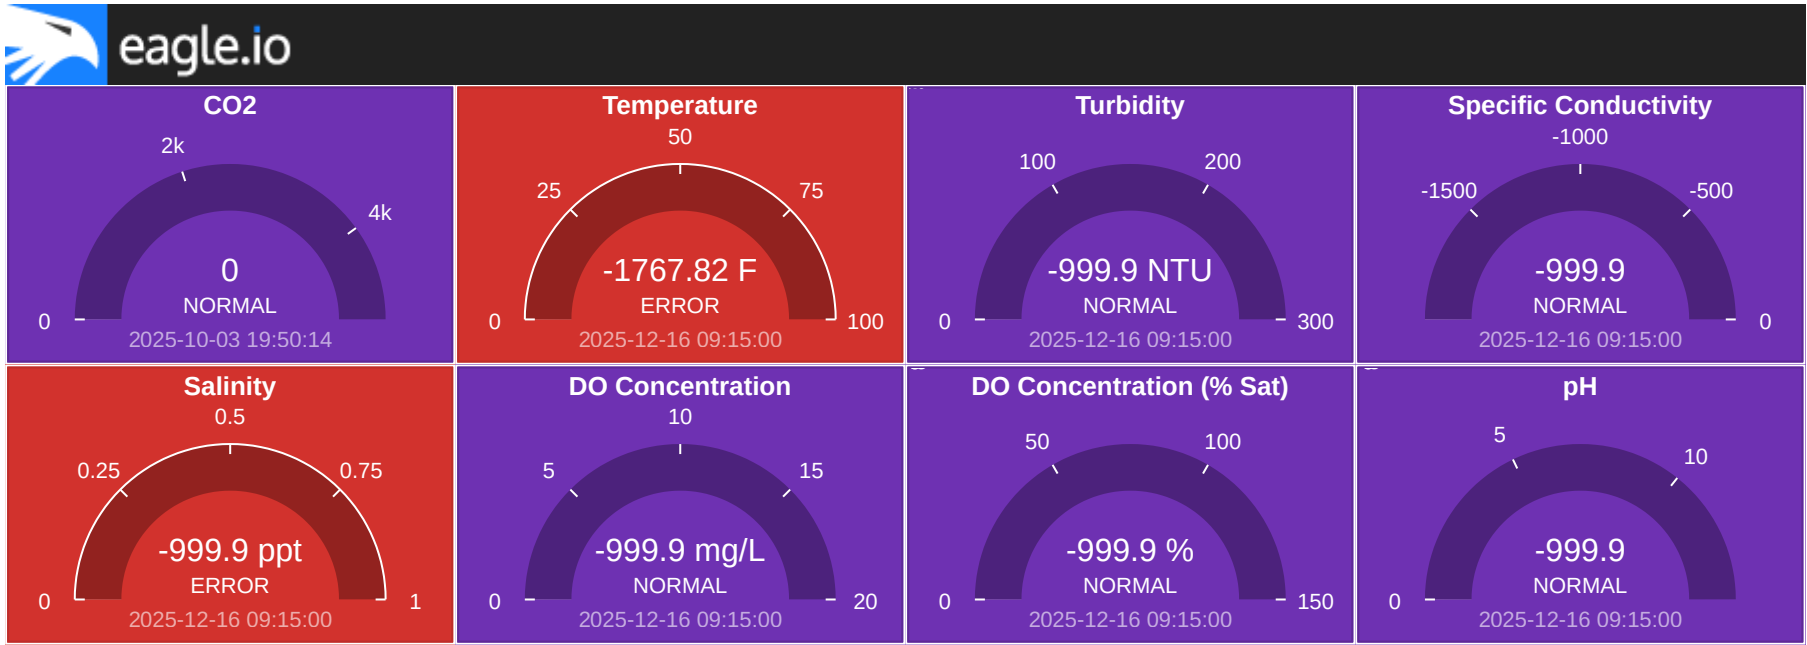 eagle.io
CO2
2k
4k
0
NORMAL
0
2025-10-03 19:50:14
Temperature
50
25
75
-1767.82 F
ERROR
0
100
2025-12-16 09:15:00
Turbidity
100
200
-999.9 NTU
NORMAL
0
300
2025-12-16 09:15:00
Specific Conductivity
-1000
-1500
-500
-999.9
NORMAL
0
2025-12-16 09:15:00
Salinity
0.5
0.25
0.75
-999.9 ppt
ERROR
0
1
2025-12-16 09:15:00
DO Concentration
10
5
15
-999.9 mg/L
NORMAL
0
20
2025-12-16 09:15:00
DO Concentration (% Sat)
50
100
-999.9 %
NORMAL
0
150
2025-12-16 09:15:00
pH
5
10
-999.9
NORMAL
0
2025-12-16 09:15:00